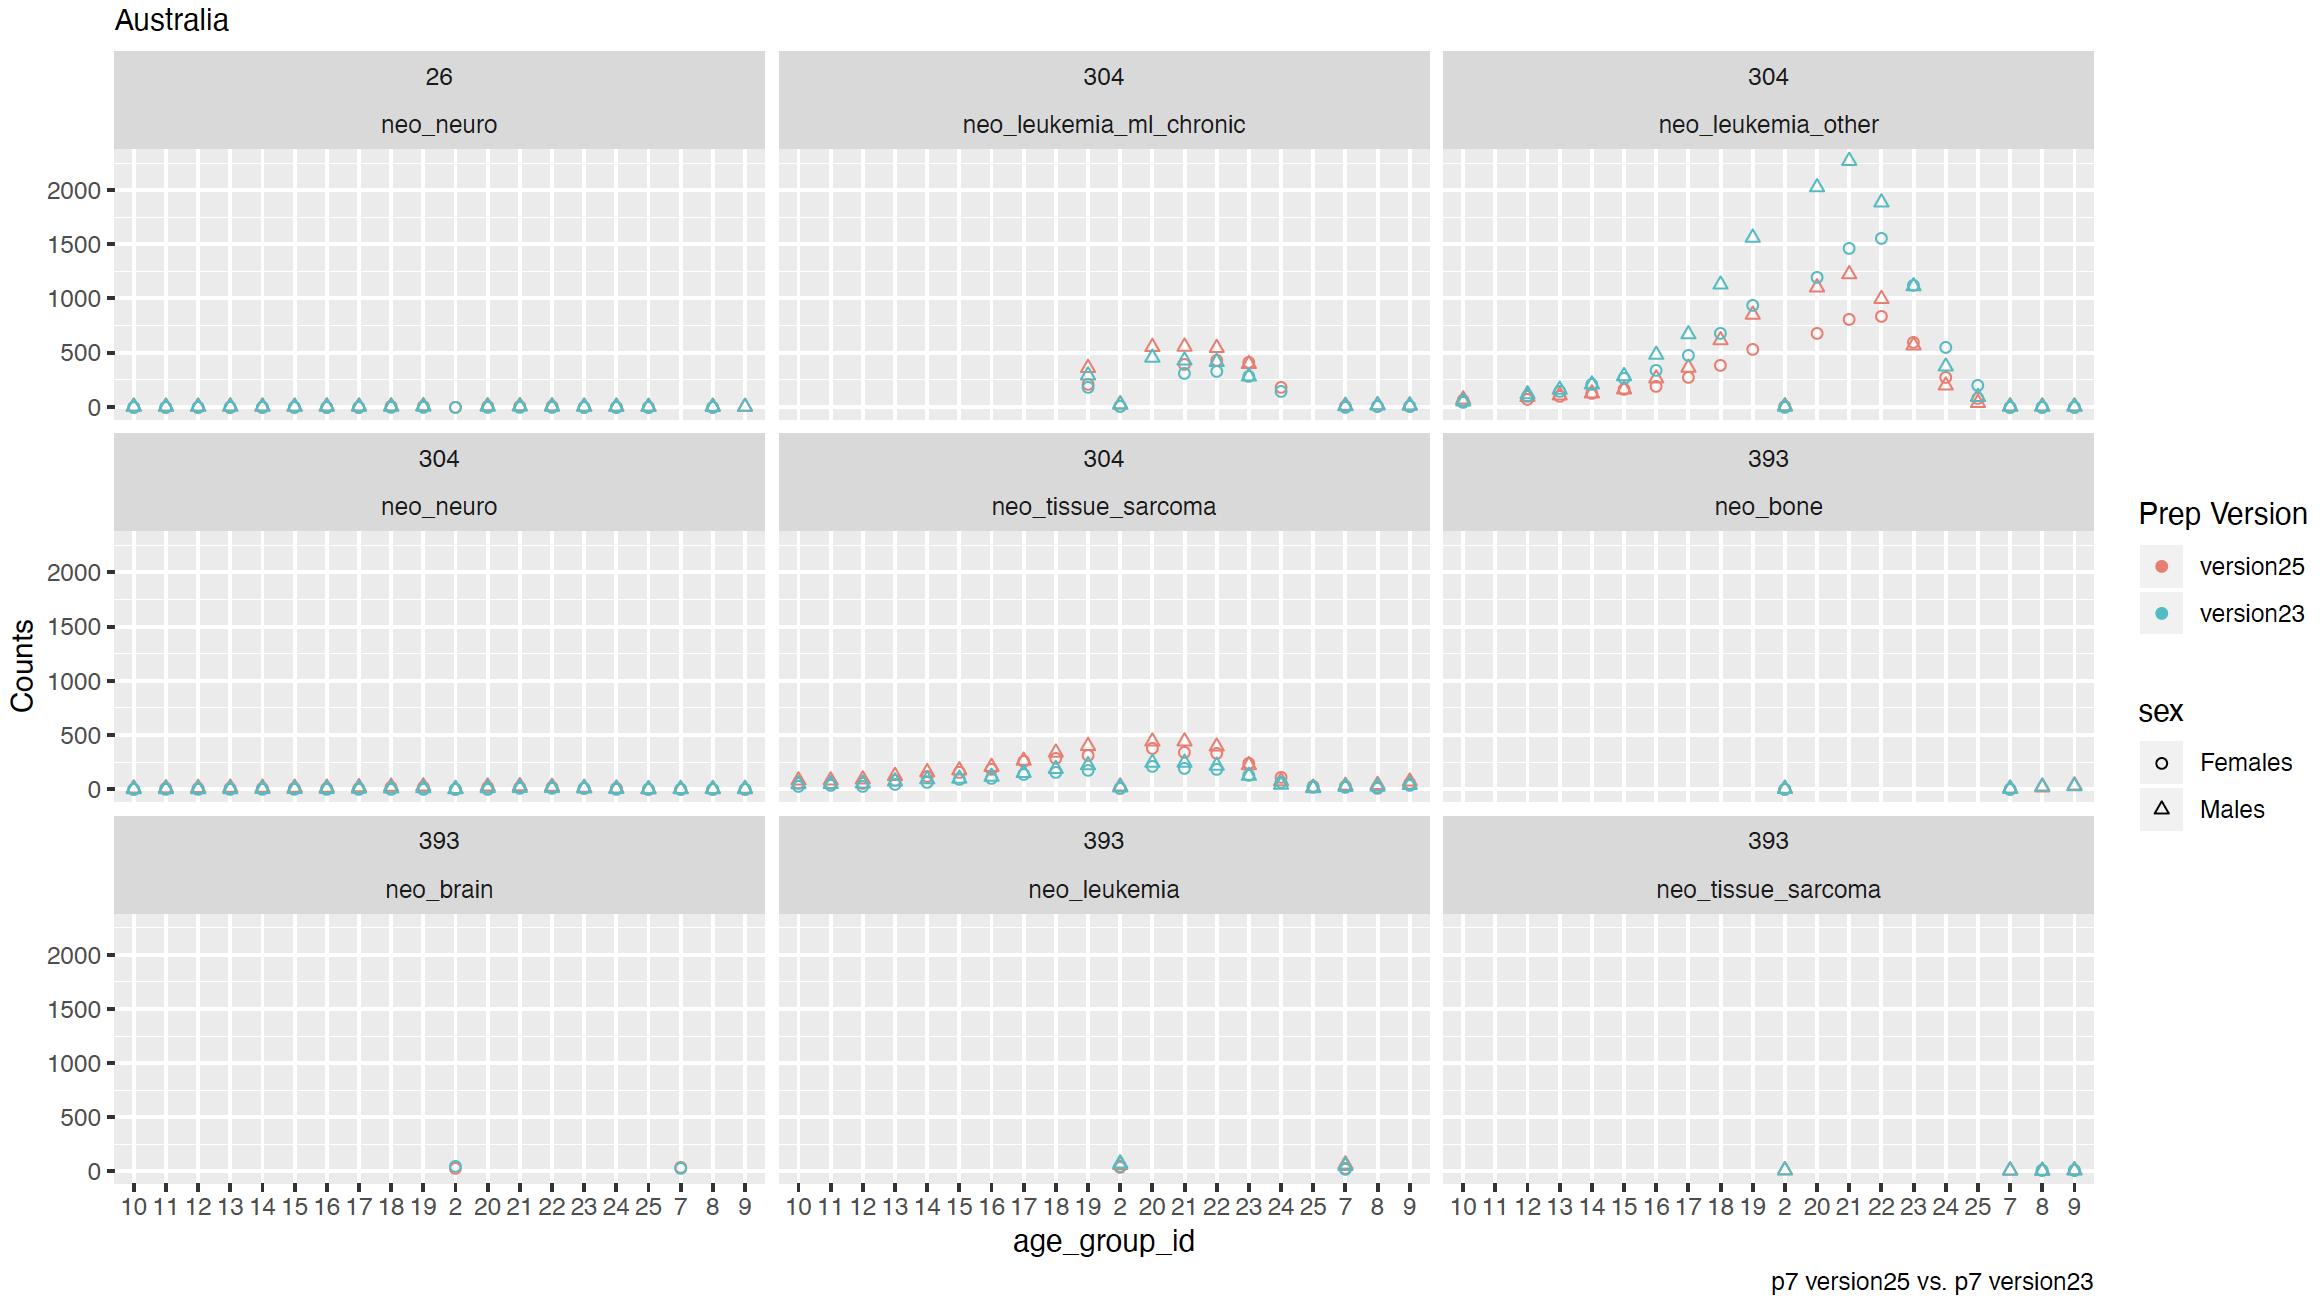 Australia
26
neo_neuro
304
neo_leukemia_ml_chronic
304
neo_leukemia_other
2000
1500
1000
500
0
304
neo_neuro
304
neo_tissue_sarcoma
393
neo_bone
2000
1500
1000
500
0
393
neo_brain
393
neo_leukemia
393
neo_tissue_sarcoma
2000
1500
1000
500
0
10 11 12 13 14 15 16 17 18 19 2 20 21 22 23 24 25 7 8 9
10 11 12 13 14 15 16 17 18 19 2 20 21 22 23 24 25 7 8 9
10 11 12 13 14 15 16 17 18 19 2 20 21 22 23 24 25 7 8 9
Counts
age_group_id
Prep Version
version25
version23
sex
Females
Males
p7 version25 vs. p7 version23